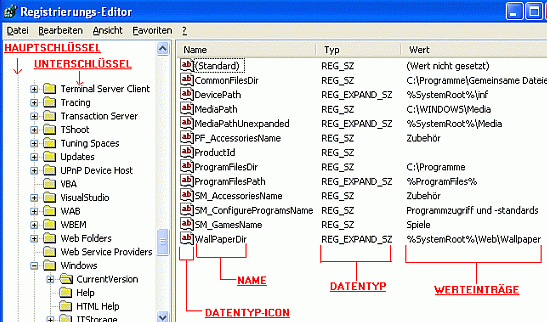 Registrierungs-Editor
Datei Bearbeiten Ansicht Favoriten ?
HAUPTSCHLÜSSEL
UNTERSCHLÜSSEL
Terminal Server Client
Tracing
Transaction Server
TShoot
Tuning Spaces
Updates
UPnP Device Host
VBA
VisualStudio
WAB
WBEM
Web Folders
Web Service Providers
Windows
CurrentVersion
Help
HTML Help
ITStorage
Name Typ Wert
(Standard) REG_SZ (Wert nicht gesetzt)
CommonFilesDir REG_SZ C:\Programme\Gemeinsame Dateie
DevicePath REG_EXPAND_SZ %SystemRoot%\inf
MediaPath REG_SZ C:\WINDOWS\Media
MediaPathUnexpanded REG_EXPAND_SZ %SystemRoot%\Media
PF_AccessoriesName REG_SZ Zubehör
ProductId REG_SZ
ProgramFilesDir REG_SZ C:\Programme
ProgramFilesPath REG_EXPAND_SZ %ProgramFiles%
SM_AccessoriesName REG_SZ Zubehör
SM_ConfigureProgramsName REG_SZ Programmzugriff und -standards
SM_GamesName REG_SZ Spiele
WallPaperDir REG_EXPAND_SZ %SystemRoot%\Web\Wallpaper
NAME
DATENTYP
WERTEINTRÄGE
DATENTYP-ICON